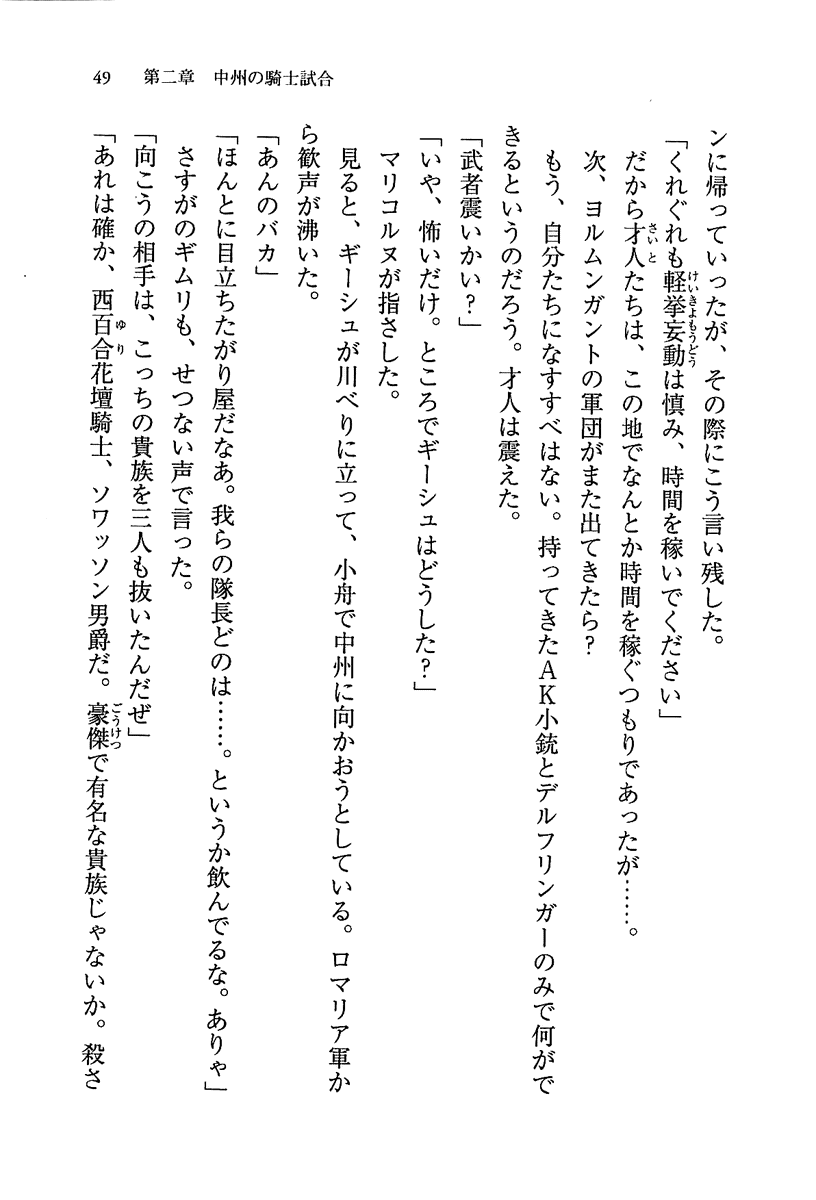 49　第二章　中州の騎士試合
ンに帰っていったが、その際にこう言い残した。
「くれぐれも軽挙妄動は慎み、時間を稼いでください」
だから才人たちは、この地でなんとか時間を稼ぐつもりであったが……。
次、ヨルムンガントの軍団がまた出てきたら？
もう、自分たちになすすべはない。持ってきたＡＫ小銃とデルフリンガーのみで何がで
きるというのだろう。才人は震えた。
「武者震いかい？」
「いや、怖いだけ。ところでギーシュはどうした？」
マリコルヌが指さした。
見ると、ギーシュが川べりに立って、小舟で中州に向かおうとしている。ロマリア軍か
ら歓声が沸いた。
「あんのバカ」
「ほんとに目立ちたがり屋だなあ。我らの隊長どのは……。というか飲んでるな。ありゃ」
さすがのギムリも、せつない声で言った。
「向こうの相手は、こっちの貴族を三人も抜いたんだぜ」
「あれは確か、西百合花壇騎士、ソワッソン男爵だ。豪傑で有名な貴族じゃないか。殺さ